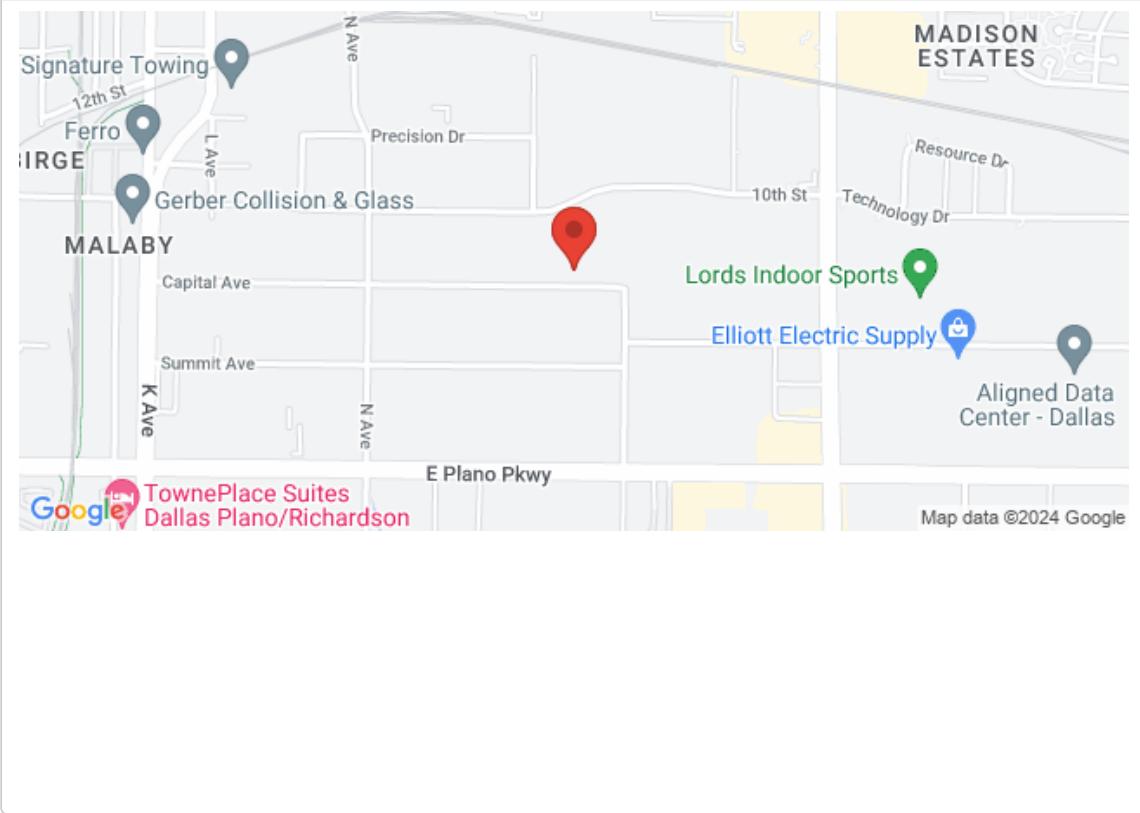 MADISON
ESTATES
N Ave
Signature Towing
12th St
Ferro
L Ave
Precision Dr
BIRGE
Resource Dr
Gerber Collision & Glass
10th St
Technology Dr
MALABY
Capital Ave
Lords Indoor Sports
Elliott Electric Supply
Summit Ave
K Ave
N Ave
Aligned Data
Center - Dallas
E Plano Pkwy
TownePlace Suites
Dallas Plano/Richardson
Google
Map data ©2024 Google